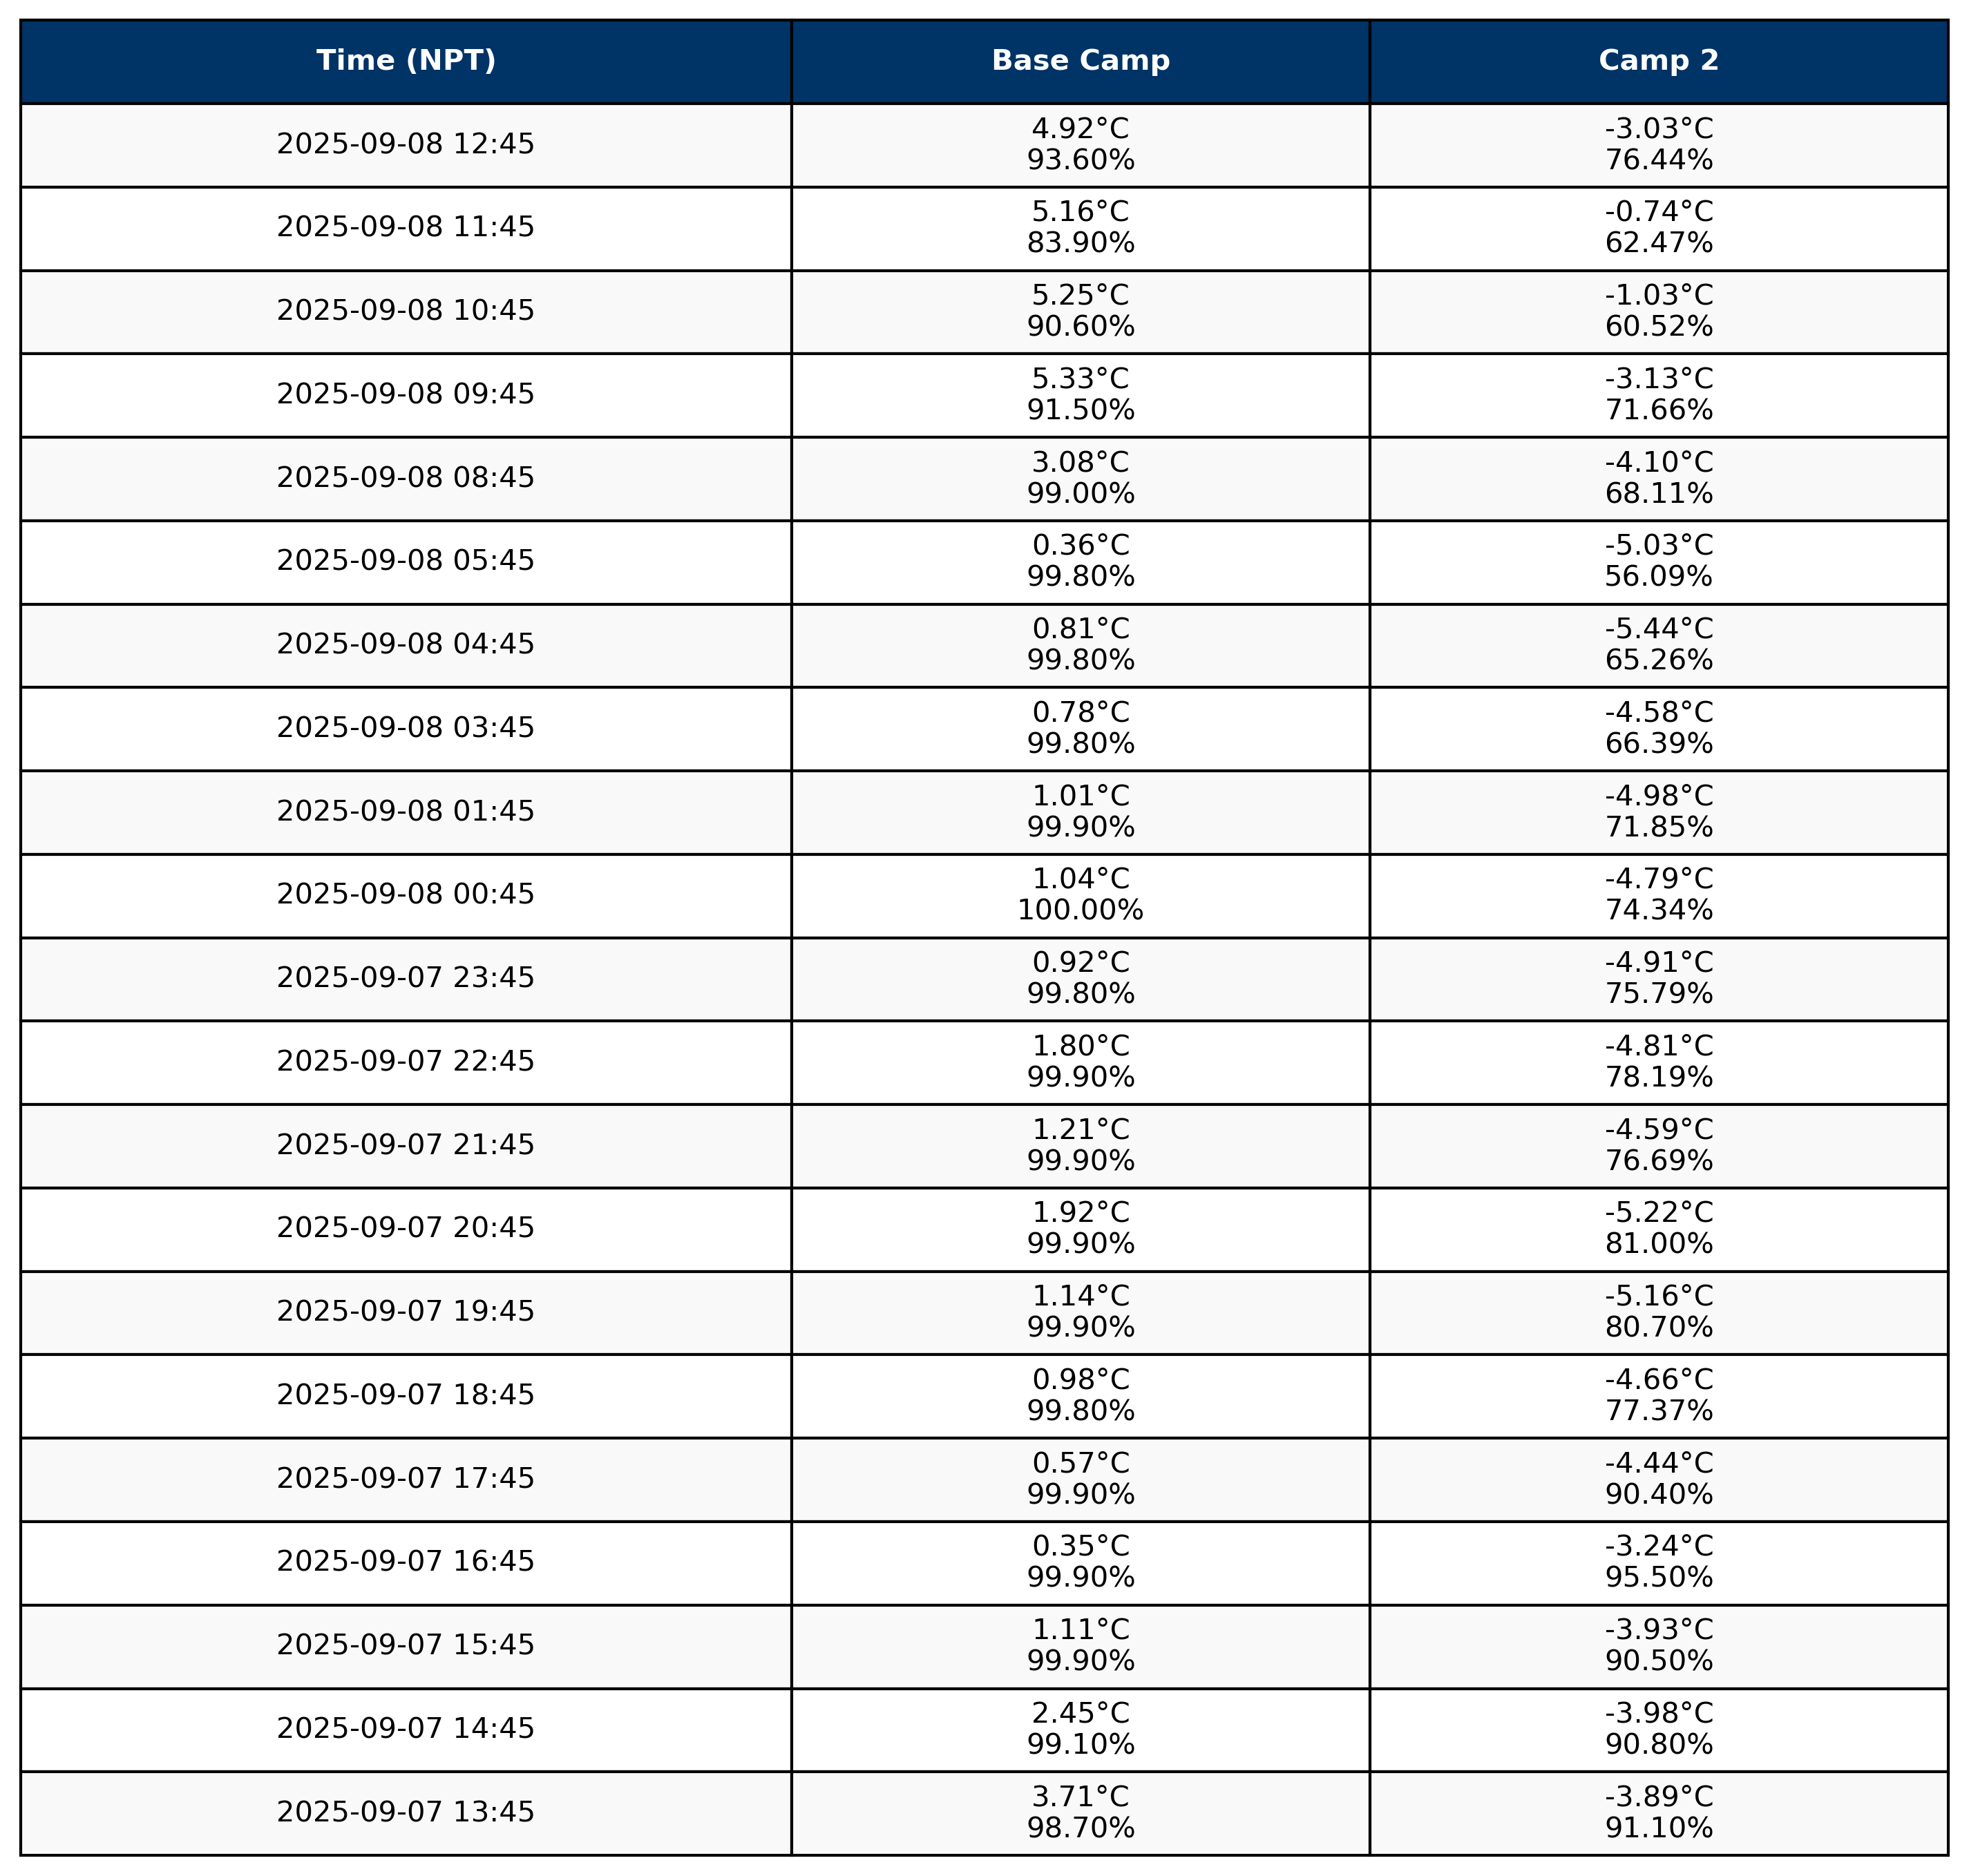 Time (NPT) Base Camp Camp 2
2025-09-08 12:45 4.92°C -3.03°C
93.60% 76.44%
2025-09-08 11:45 5.16°C -0.74°C
83.90% 62.47%
2025-09-08 10:45 5.25°C -1.03°C
90.60% 60.52%
2025-09-08 09:45 5.33°C -3.13°C
91.50% 71.66%
2025-09-08 08:45 3.08°C -4.10°C
99.00% 68.11%
2025-09-08 05:45 0.36°C -5.03°C
99.80% 56.09%
2025-09-08 04:45 0.81°C -5.44°C
99.80% 65.26%
2025-09-08 03:45 0.78°C -4.58°C
99.80% 66.39%
2025-09-08 01:45 1.01°C -4.98°C
99.90% 71.85%
2025-09-08 00:45 1.04°C -4.79°C
100.00% 74.34%
2025-09-07 23:45 0.92°C -4.91°C
99.80% 75.79%
2025-09-07 22:45 1.80°C -4.81°C
99.90% 78.19%
2025-09-07 21:45 1.21°C -4.59°C
99.90% 76.69%
2025-09-07 20:45 1.92°C -5.22°C
99.90% 81.00%
2025-09-07 19:45 1.14°C -5.16°C
99.90% 80.70%
2025-09-07 18:45 0.98°C -4.66°C
99.80% 77.37%
2025-09-07 17:45 0.57°C -4.44°C
99.90% 90.40%
2025-09-07 16:45 0.35°C -3.24°C
99.90% 95.50%
2025-09-07 15:45 1.11°C -3.93°C
99.90% 90.50%
2025-09-07 14:45 2.45°C -3.98°C
99.10% 90.80%
2025-09-07 13:45 3.71°C -3.89°C
98.70% 91.10%